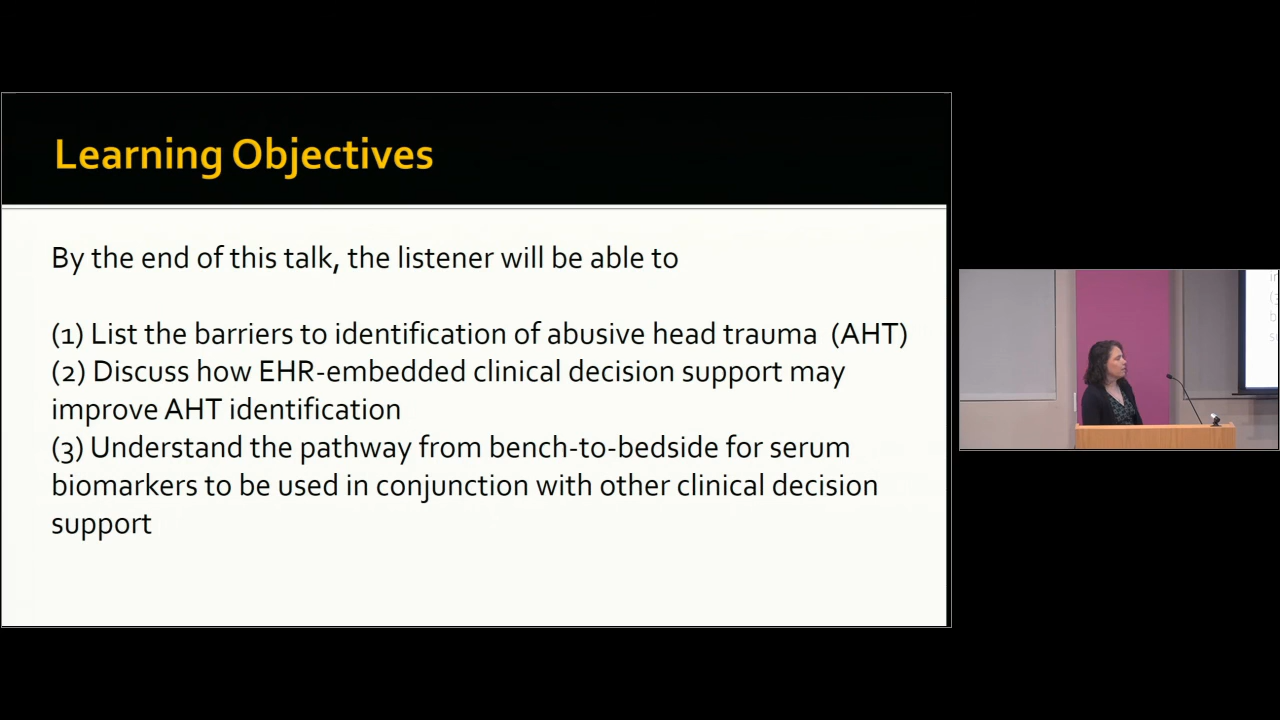 Learning Objectives
By the end of this talk, the listener will be able to
(1) List the barriers to identification of abusive head trauma (AHT)
(2) Discuss how EHR-embedded clinical decision support may
improve AHT identification
(3) Understand the pathway from bench-to-bedside for serum
biomarkers to be used in conjunction with other clinical decision
support